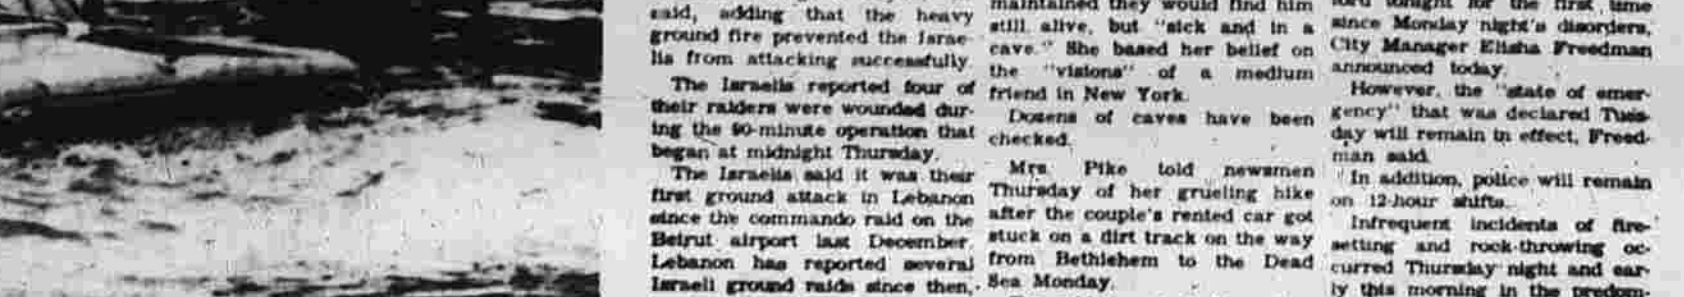 said, adding that the heavy
ground fire prevented the Israe-
lis from attacking successfully.
The Israelis reported four of
their raiders were wounded dur-
ing the 90-minute operation that
began at midnight Thursday.
The Israelis said it was their
first ground attack in Lebanon
since the commando raid on the
Beirut airport last December.
Lebanon has reported several
Israeli ground raids since then,
maintained they would find him
still alive, but "sick and in a
cave." She based her belief on
the "visions" of a medium
friend in New York.
Dozens of caves have been
checked.
Mrs. Pike told newsmen
Thursday of her grueling hike
after the couple's rented car got
stuck on a dirt track on the way
from Bethlehem to the Dead
Sea Monday.
tonight for the first time
since Monday night's disorders,
City Manager Elisha Freedman
announced today.
However, the "state of emer-
gency" that was declared Tues-
day will remain in effect, Freed-
man said.
In addition, police will remain
on 12-hour shifts.
Infrequent incidents of fire-
setting and rock-throwing oc-
curred Thursday night and ear-
ly this morning in the predom-